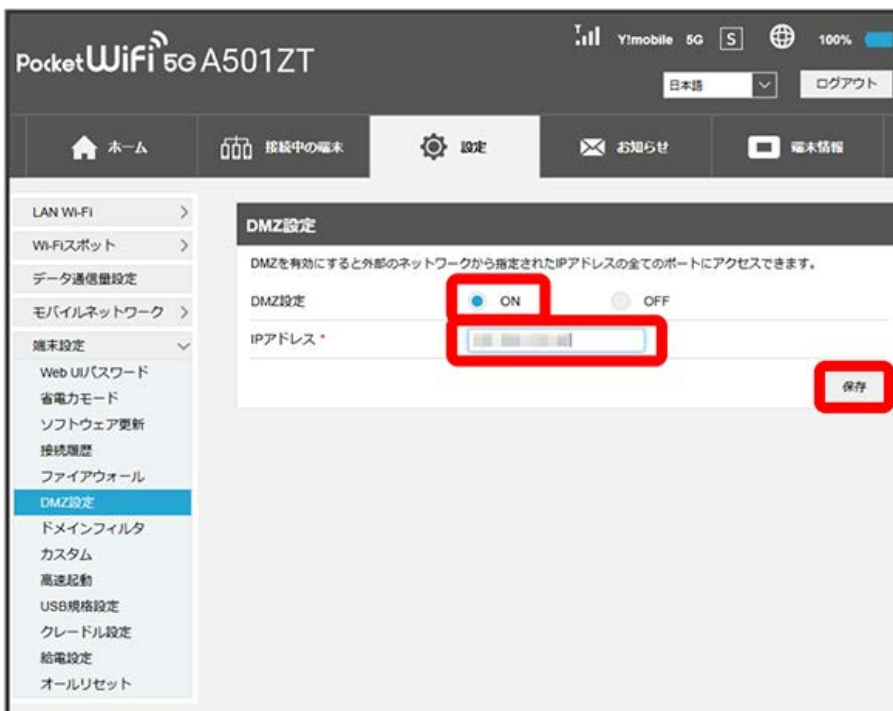 Pocket WiFi 5G A501ZT
Y!mobile 5G S 100%
日本語
ログアウト
ホーム
接続中の端末
設定
お知らせ
端末情報
LAN Wi-Fi
Wi-Fiスポット
データ通信量設定
モバイルネットワーク
端末設定
Web UIパスワード
省電力モード
ソフトウェア更新
接続履歴
ファイアウォール
DMZ設定
ドメインフィルタ
カスタム
高速起動
USB規格設定
クレードル設定
給電設定
オールリセット
DMZ設定
DMZを有効にすると外部のネットワークから指定されたIPアドレスの全てのポートにアクセスできます。
DMZ設定 ON OFF
IPアドレス *
保存